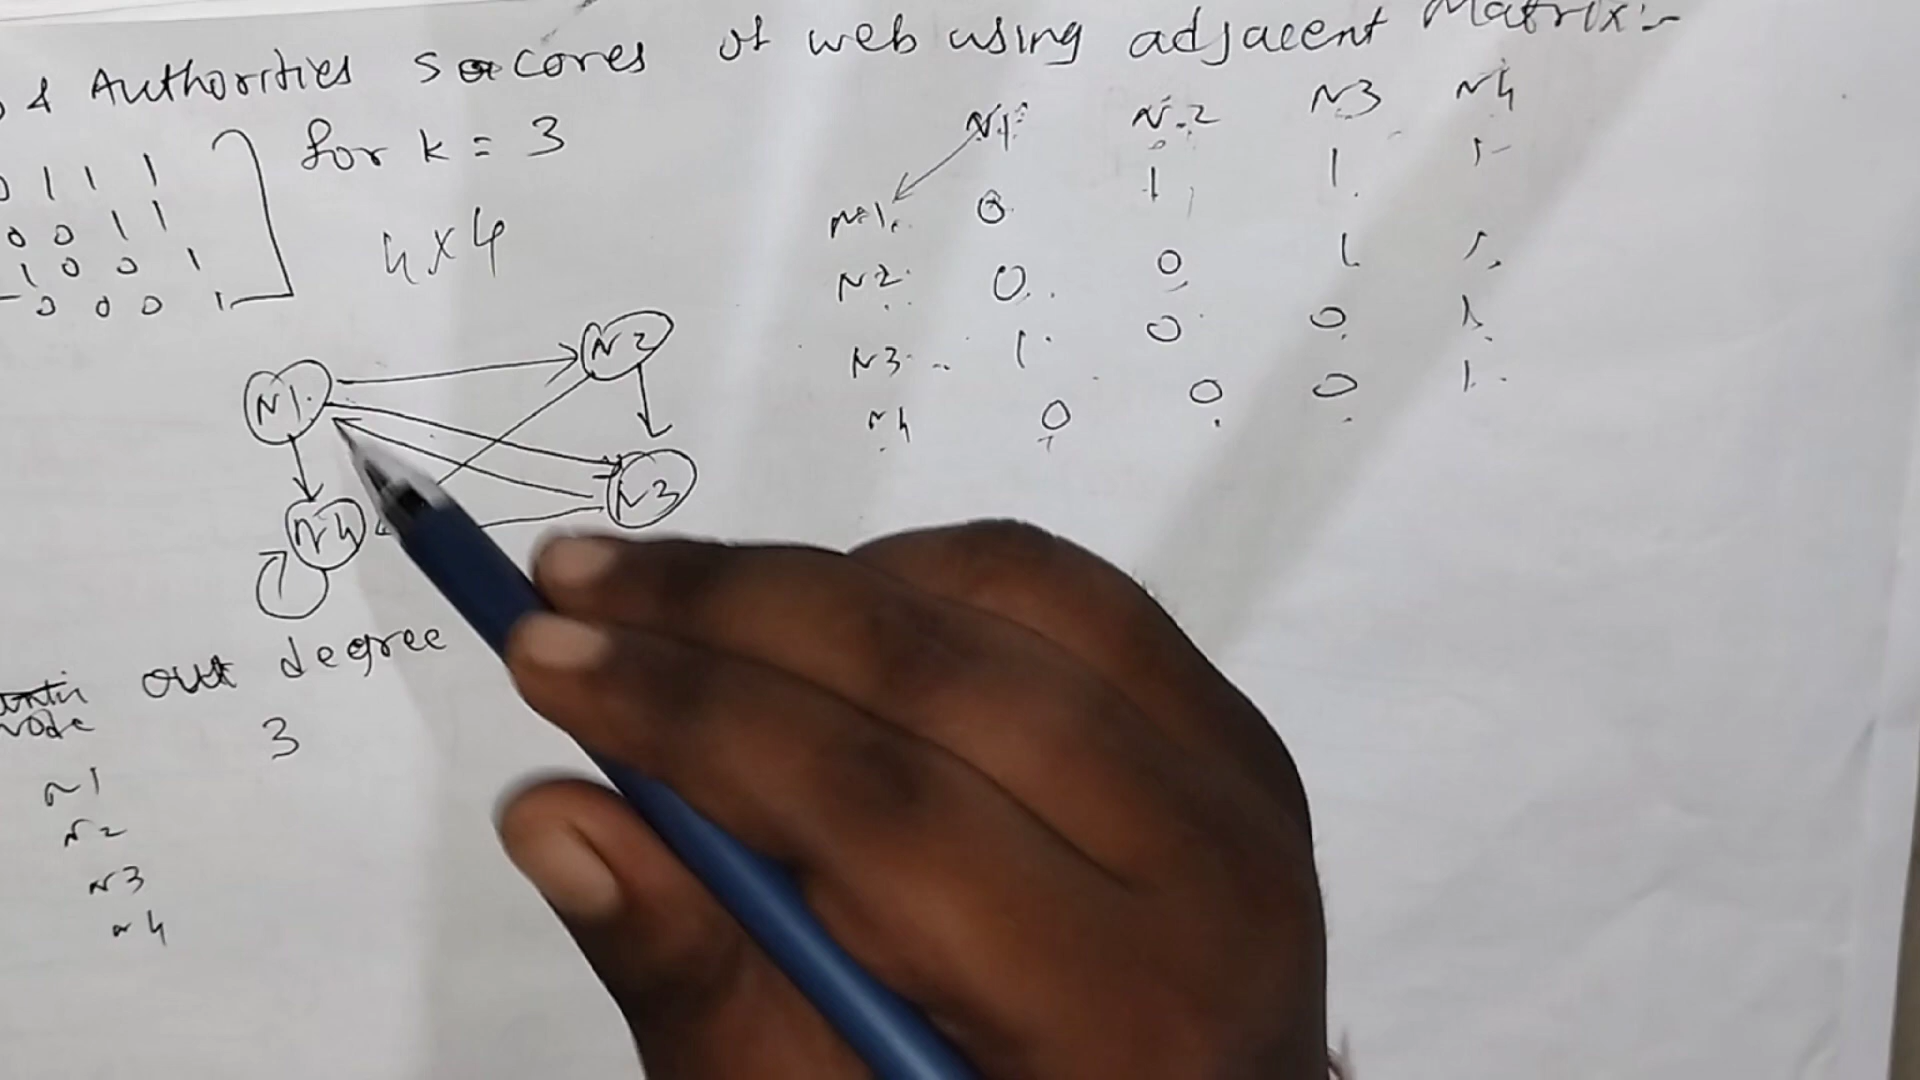 & Authorities scores of web using adjacent Matrix:-
for k = 3
0 1 1 1
0 0 1 1
1 0 0 1
0 0 0 1
4x4
N1 N2 N3 N4
N1 0 1 1 1
N2 0 0 1 1
N3 1 0 0 1
N4 0 0 0 1
N1
N2
N3
N4
out degree
node
3
N1
N2
N3
N4